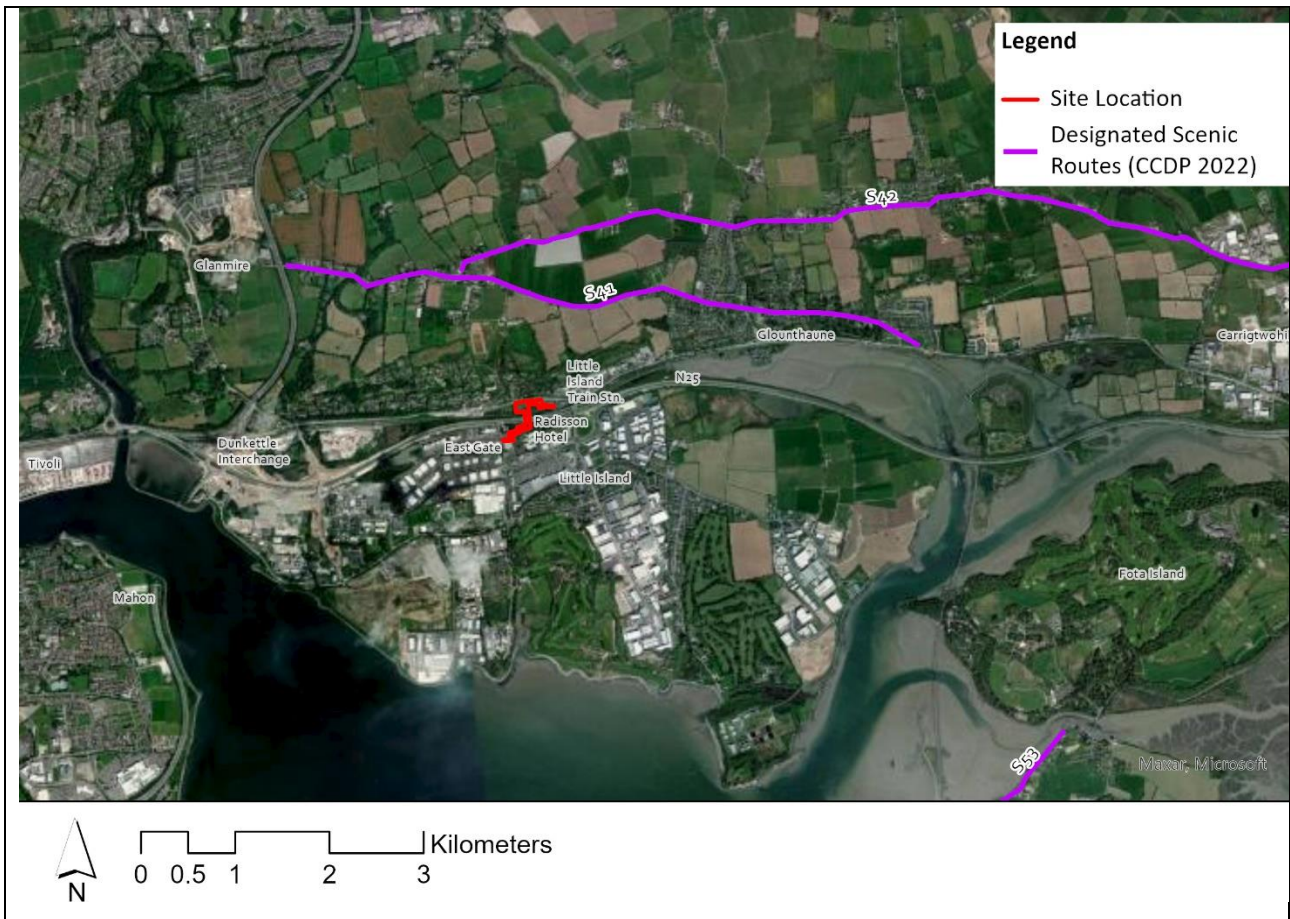 Legend
Site Location
Designated Scenic
Routes (CCDP 2022)
S42
Glanmire
S41
Glounthaune
Carrigtwohil
Little
Island
Train Stn.
N25
Radisson
Hotel
East Gate
Dunkettle
Interchange
Tivoli
Little Island
Fota Island
Mahon
S53
Maxar, Microsoft
Kilometers
0 0.5 1 2 3
N